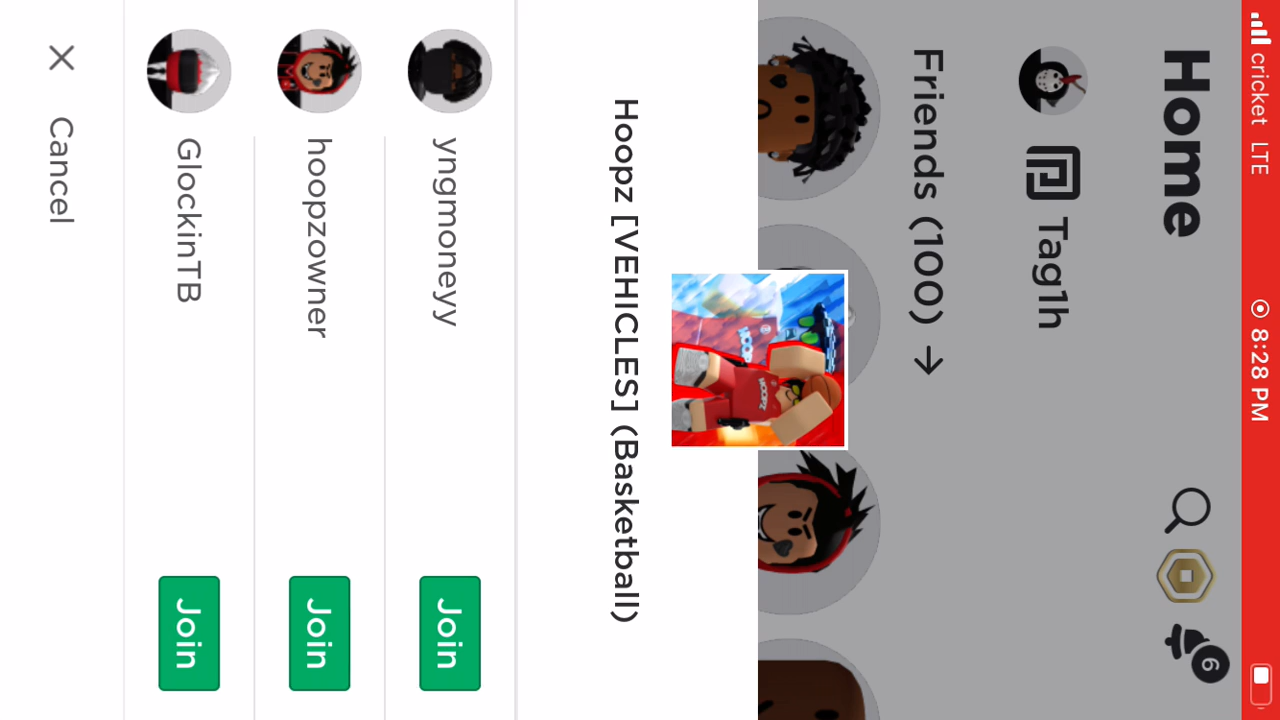 cricket LTE 8:28 PM
Home
6
Tag1h
Friends (100) →
HOOPZ
Hoopz [VEHICLES] (Basketball)
yngmoneyy Join
hoopzowner Join
GlockinTB Join
Cancel